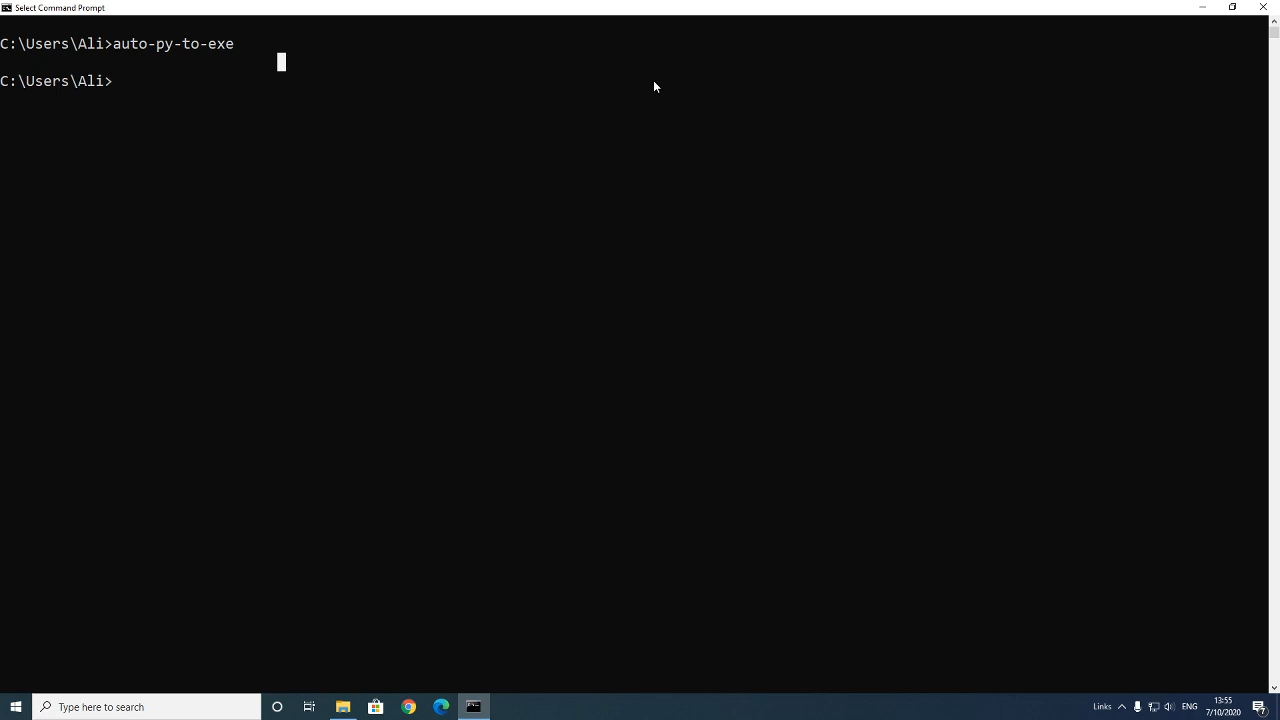 Select Command Prompt
C:\Users\Ali>auto-py-to-exe
C:\Users\Ali>
Type here to search
Links
ENG
13:55
7/10/2020
7